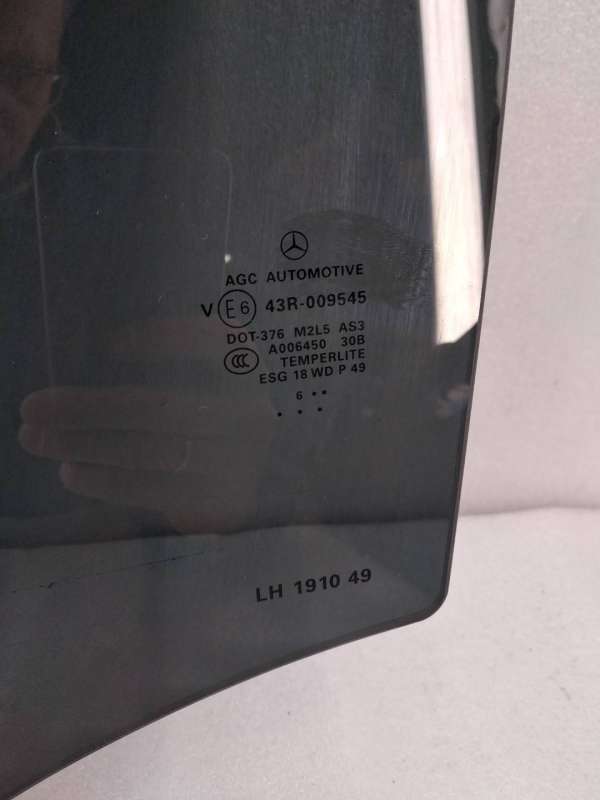 AGC AUTOMOTIVE
V E6 43R-009545
DOT-376 M2L5 AS3
CCC A006450 30B
TEMPERLITE
ESG 18 WD P 49
6 ..
. . .
LH 1910 49